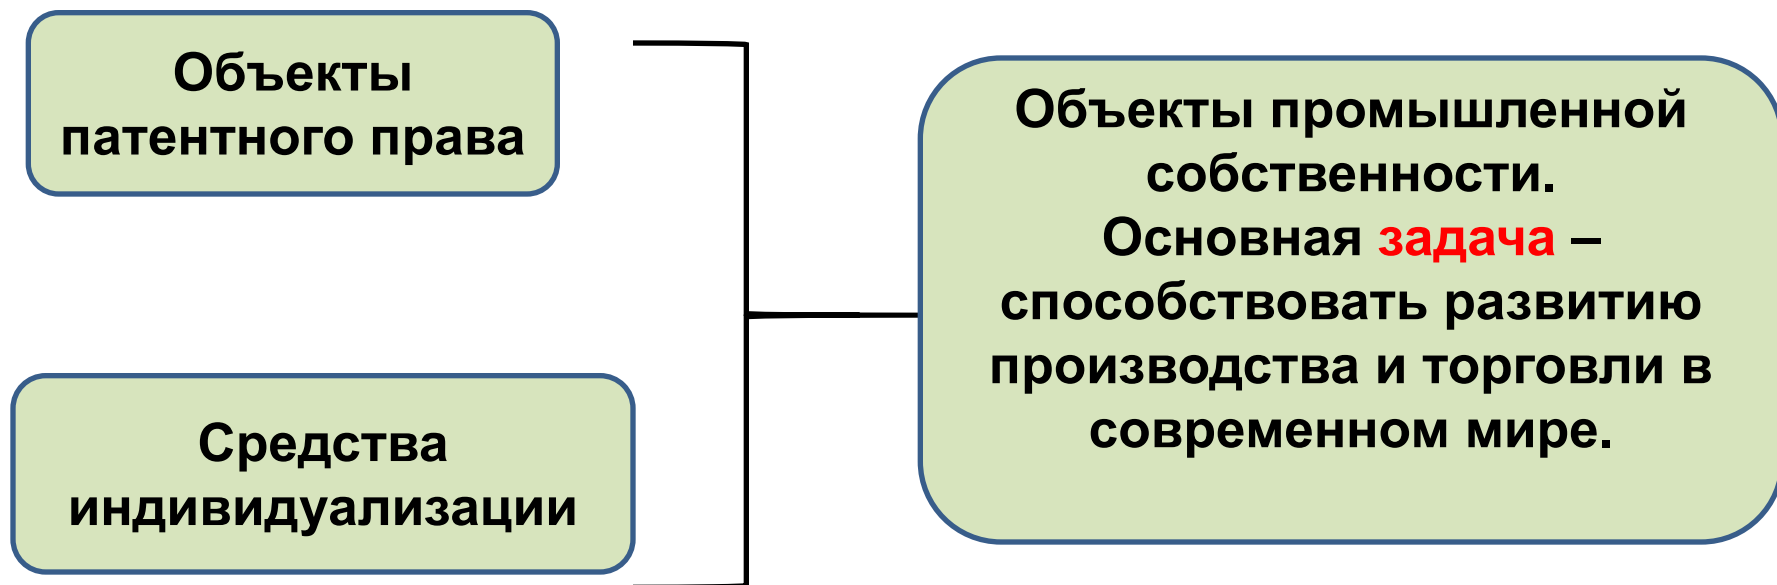 Объекты
патентного права
Средства
индивидуализации
Объекты промышленной
собственности.
Основная задача –
способствовать развитию
производства и торговли в
современном мире.